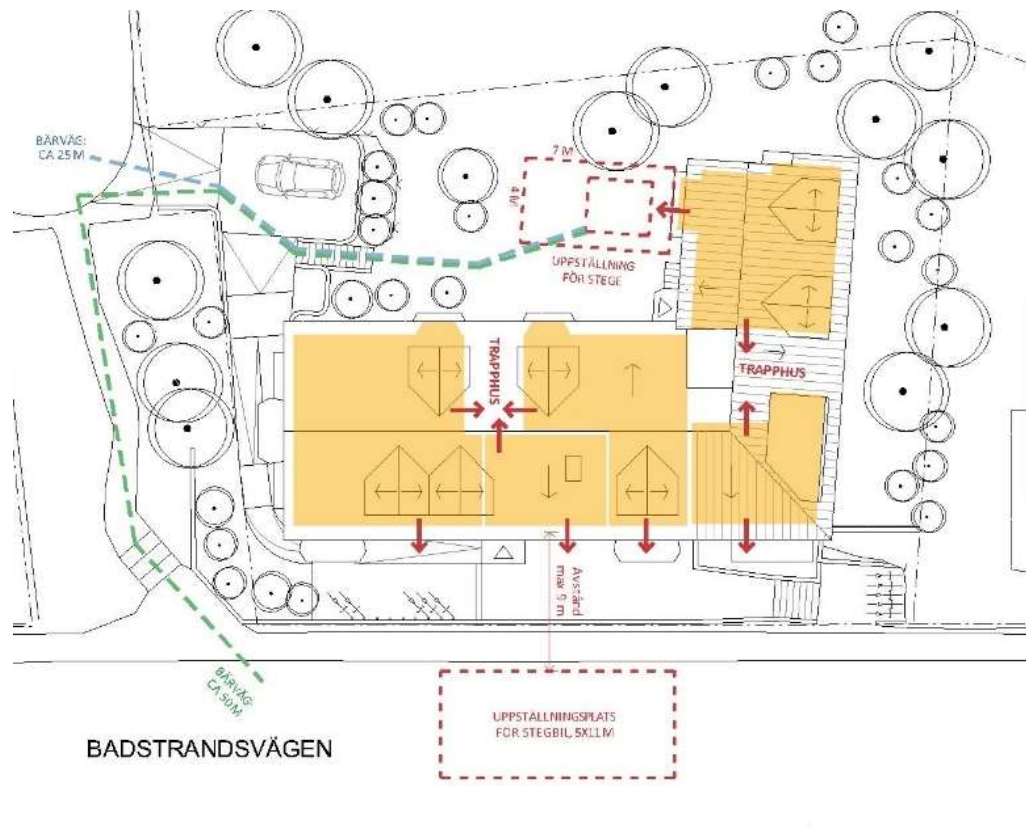 BÄRVÄG:
CA 25 M
7 M
4 M
UPPSTÄLLNING
FÖR STEGE
TRAPPHUS
TRAPPHUS
Avstånd
max 9 m
BÄRVÄG:
CA 50 M
UPPSTÄLLNINGSPLATS
FÖR STEGBIL, 5X11 M
BADSTRANDSVÄGEN